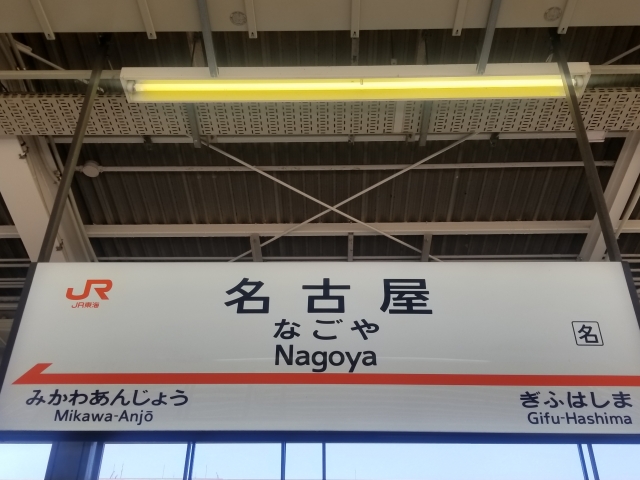 JR
JR東海
名古屋
なごや
Nagoya
名
みかわあんじょう
Mikawa-Anjō
ぎふはしま
Gifu-Hashima